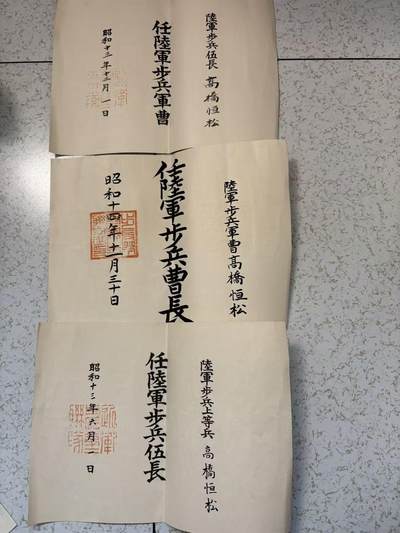 陸軍歩兵伍長 高橋恒松
任陸軍歩兵軍曹
昭和十三年十二月一日
陸軍歩兵軍曹高橋恒松
任陸軍歩兵曹長
昭和十四年十一月三十日
陸軍歩兵上等兵 高橋恒松
任陸軍歩兵伍長
昭和十三年六月一日